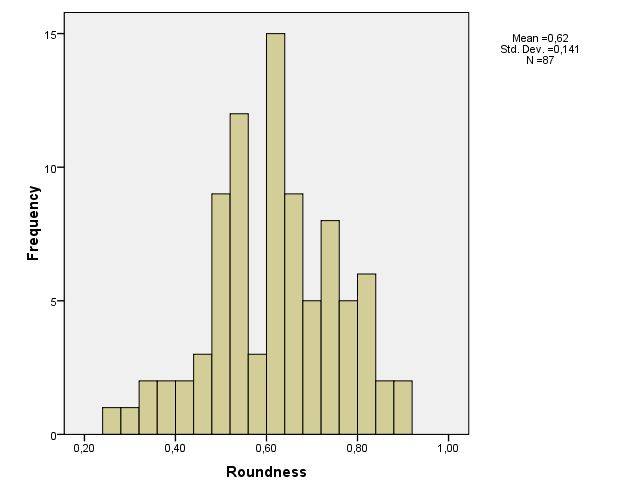 Mean =0,62
Std. Dev. =0,141
N =87
Frequency
15
10
5
0
0,20 0,40 0,60 0,80 1,00
Roundness